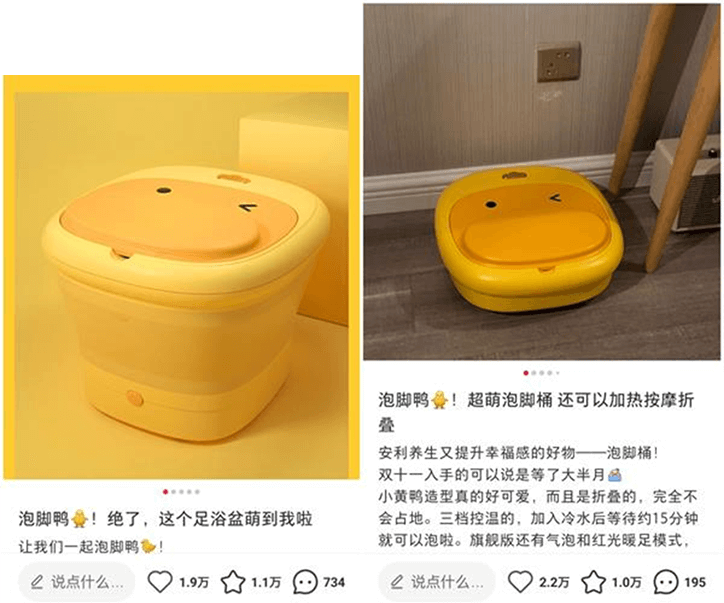 泡脚鸭🐥！绝了，这个足浴盆萌到我啦
让我们一起泡脚鸭🐤！
说点什么...
1.9万
1.1万
734
泡脚鸭🐥！超萌泡脚桶 还可以加热按摩折
叠
安利养生又提升幸福感的好物——泡脚桶！
双十一入手的可以说是等了大半月
小黄鸭造型真的好可爱，而且是折叠的，完全不
会占地。三档控温的，加入冷水后等待约15分钟
就可以泡啦。旗舰版还有气泡和红光暖足模式，
说点什么...
2.2万
1.0万
195